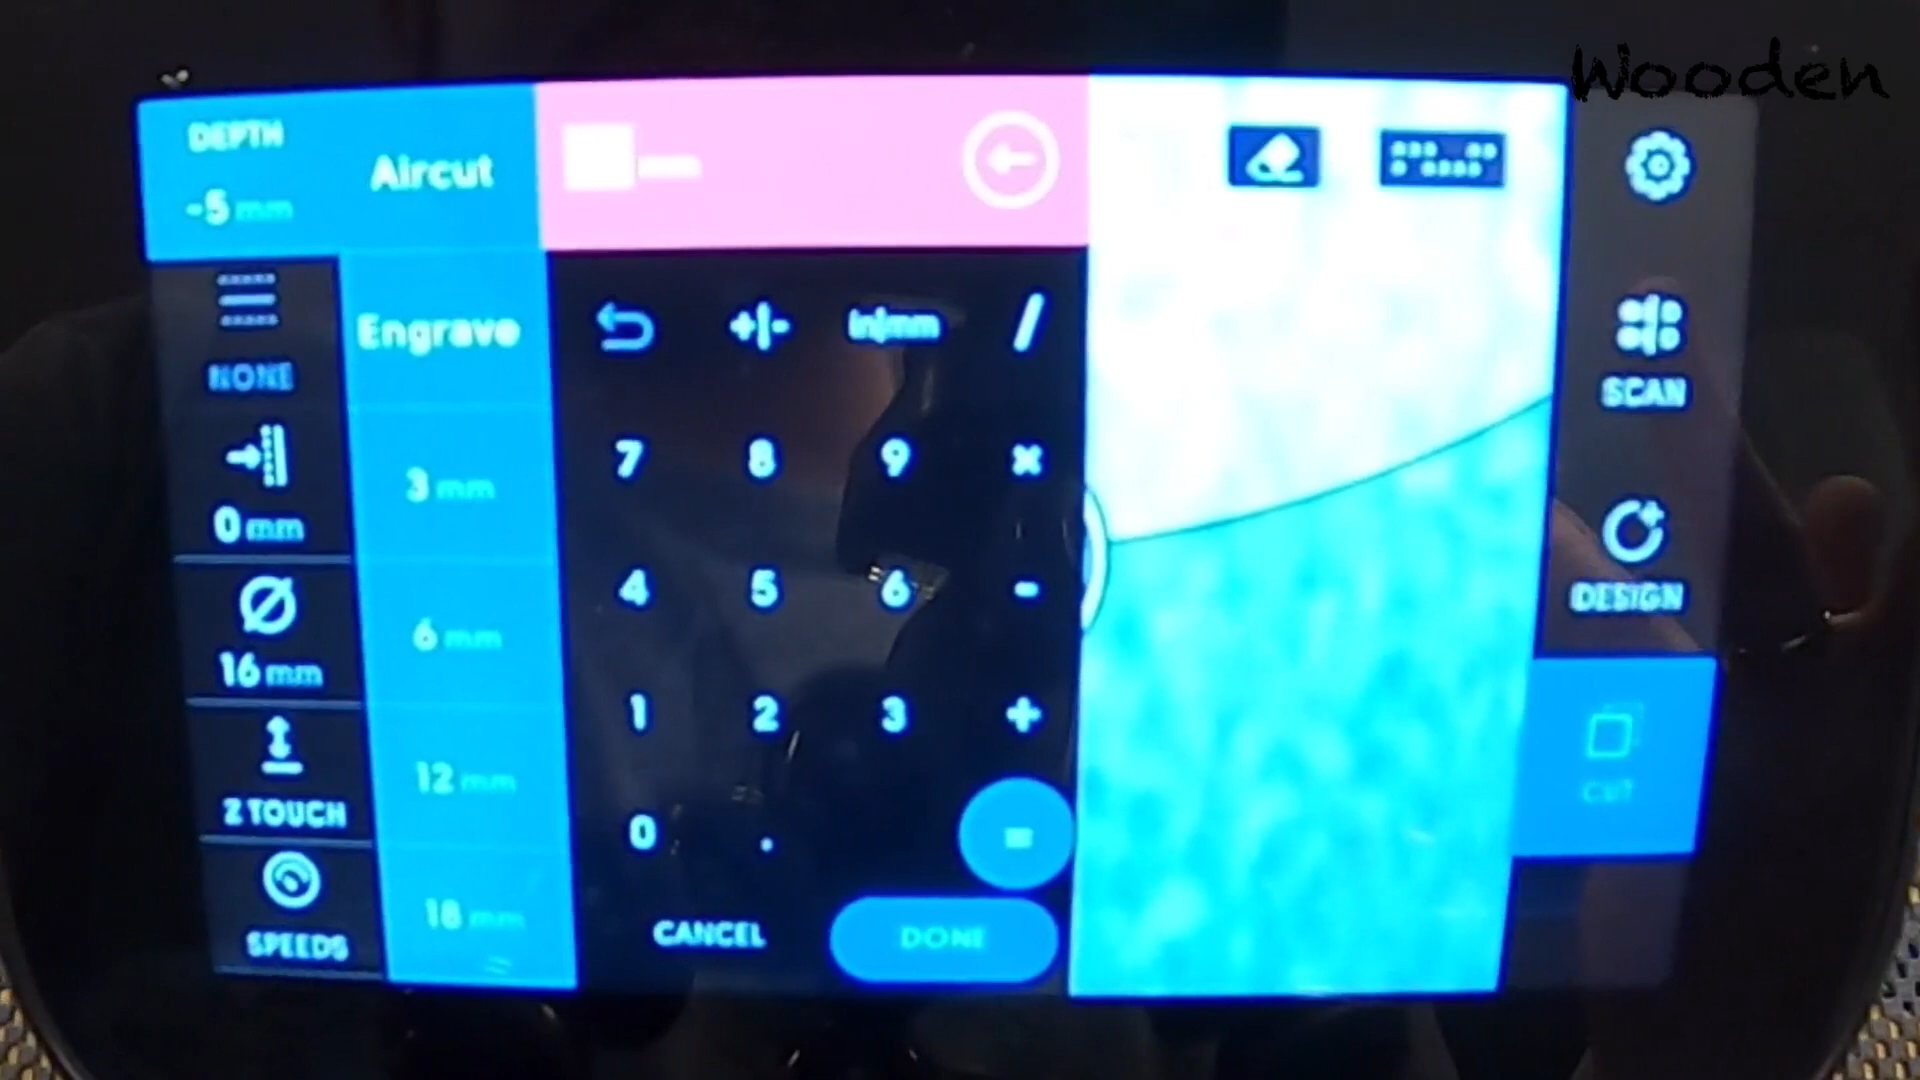 Wooden
DEPTH
-5 mm
Aircut
mm
NONE
Engrave
in|mm
/
SCAN
0 mm
3 mm
7 8 9 ×
16 mm
6 mm
4 5 6 -
DESIGN
Z TOUCH
12 mm
1 2 3 +
CUT
SPEEDS
18 mm
0 . =
CANCEL
DONE